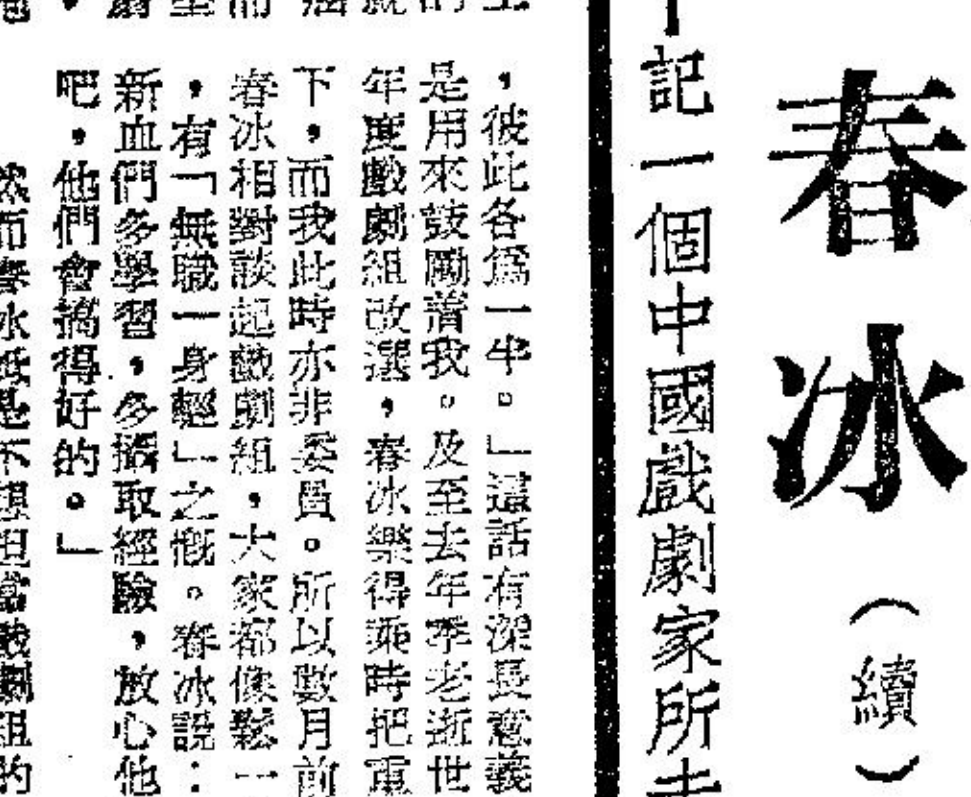 春冰(續)
記一個中國戲劇家所
，彼此各爲一半。」這話有深長意義
是用來鼓勵着我。及至去年李老逝世
年度戲劇組改選，春冰樂得乘時把重
下，而我此時亦非委員。所以數月前
春冰相對談起戲劇組，大家都像鬆一
，有「無職一身輕」之慨。春冰説：
新血們多學習，多攝取經驗，放心他
吧，他們會搞得好的。」
然而春冰